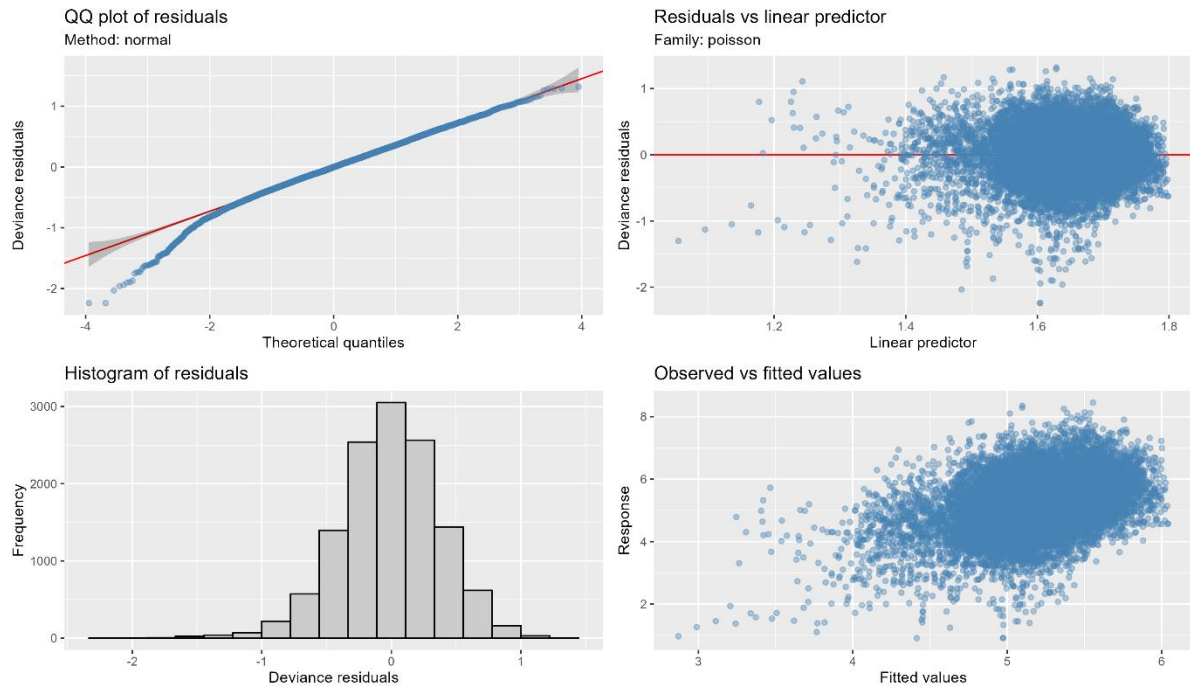 QQ plot of residuals
Method: normal
Deviance residuals
1
0
-1
-2
-4
-2
0
2
4
Theoretical quantiles
Residuals vs linear predictor
Family: poisson
Deviance residuals
1
0
-1
-2
1.2
1.4
1.6
1.8
Linear predictor
Histogram of residuals
Frequency
3000
2000
1000
0
-2
-1
0
1
Deviance residuals
Observed vs fitted values
Response
8
6
4
2
3
4
5
6
Fitted values